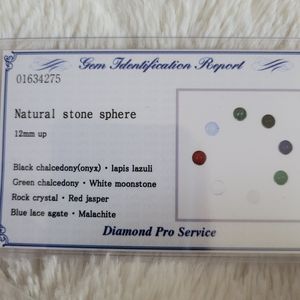 Gem Identification Report
01634275
Natural stone sphere
12mm up
Black chalcedony(onyx)・lapis lazuli
Green chalcedony・White moonstone
Rock crystal・Red jasper
Blue lace agate・Malachite
Diamond Pro Service